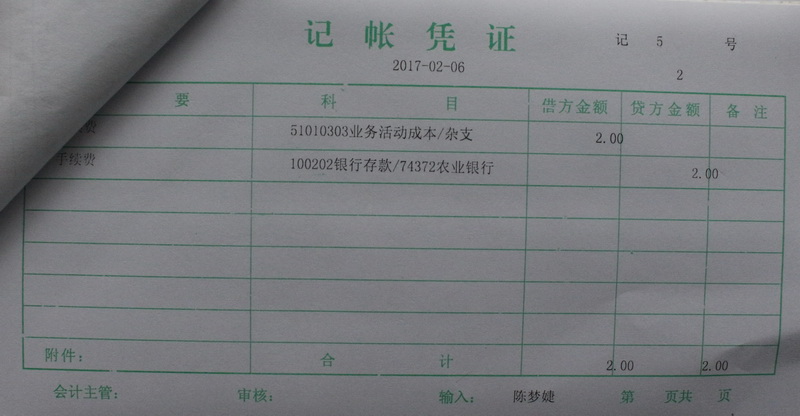 记帐凭证
记 5 号
2017-02-06
2
要 科目 借方金额 贷方金额 备注
费 51010303业务活动成本/杂支 2.00
手续费 100202银行存款/74372农业银行 2.00
附件： 合计 2.00 2.00
会计主管： 审核： 输入： 陈梦婕 第 页共 页